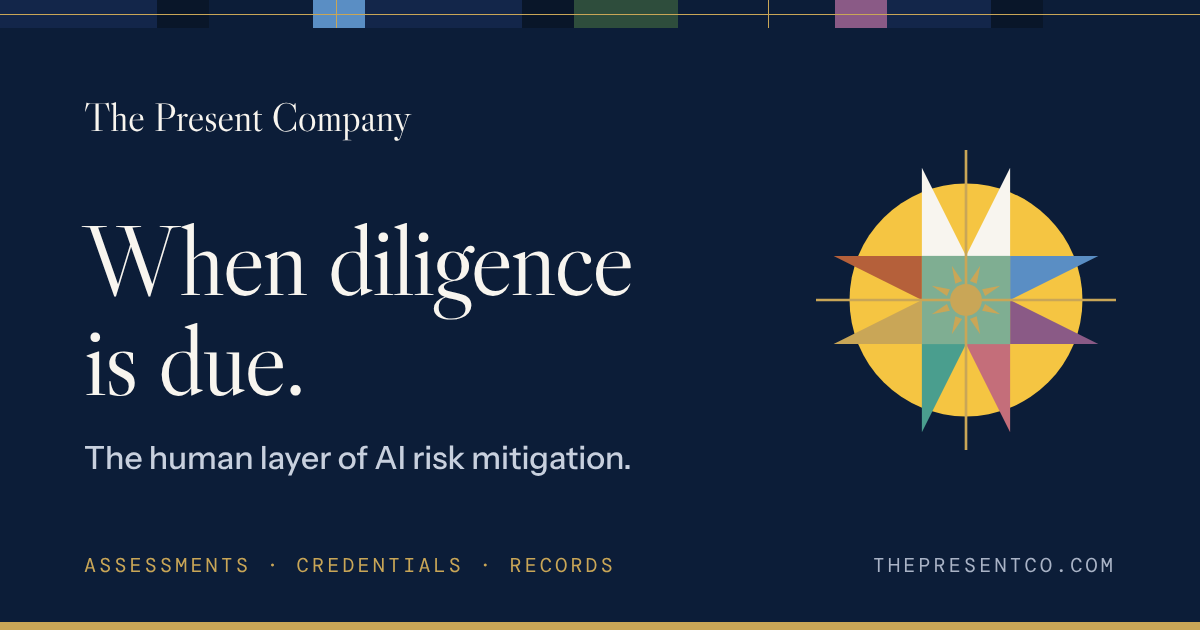 The Present Company
When diligence
is due.
The human layer of AI risk mitigation.
ASSESSMENTS · CREDENTIALS · RECORDS
THEPRESENTCO.COM